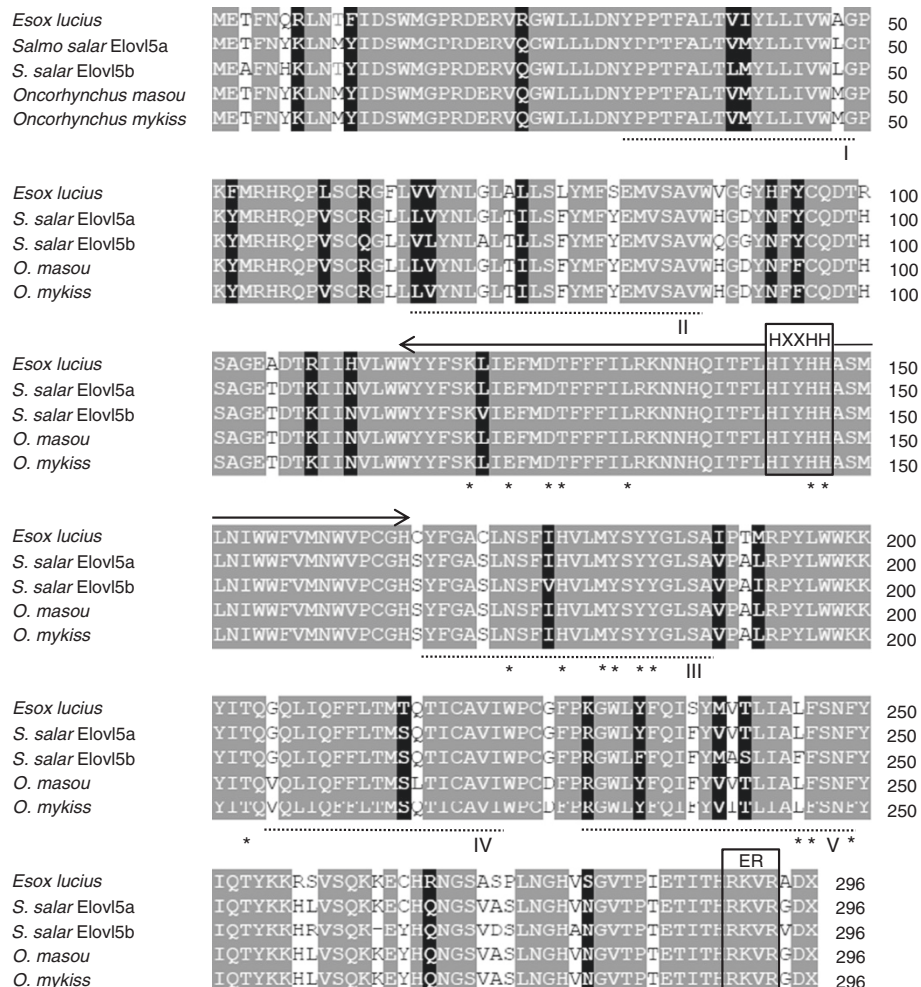 Esox lucius METFNQRLNTFIDSWMGPRDERVRGWLLLDNYPPTFALTVIYLLIVWAGP 50
Salmo salar Elovl5a METFNYKLNMYIDSWMGPRDERVQGWLLLDNYPPTFALTVMYLLIVWLGP 50
S. salar Elovl5b MEAFNHKLNTYIDSWMGPRDERVQGWLLLDNYPPTFALTLMYLLIVWLGP 50
Oncorhynchus masou METFNYKLNMYIDSWMGPRDERVQGWLLLDNYPPTFALTVMYLLIVWMGP 50
Oncorhynchus mykiss METFNYKLNMYIDSWMGPRDERVQGWLLLDNYPPTFALTVMYLLIVWMGP 50
I
Esox lucius KFMRHRQPLSCRGFLVVYNLGLALLSLYMFSEMVSAVWVGGYHFYCQDTR 100
S. salar Elovl5a KYMRHRQPVSCRGLLLVYNLGLTILSFYMFYEMVSAVWHGDYNFYCQDTH 100
S. salar Elovl5b KYMRHRQPVSCQGLLVLYNLALTLLSFYMFYEMVSAVWQGGYNFYCQDTH 100
O. masou KYMRHRQPVSCRGLLLVYNLGLTILSFYMFYEMVSAVWHGDYNFFCQDTH 100
O. mykiss KYMRHRQPVSCRGLLLVYNLGLTILSFYMFYEMVSAVWHGDYNFFCQDTH 100
II
HXXHH
Esox lucius SAGEADTRIIHVLWWYYFSKLIEFMDTFFFILRKNNHQITFLHIYHHASM 150
S. salar Elovl5a SAGETDTKIINVLWWYYFSKLIEFMDTFFFILRKNNHQITFLHIYHHASM 150
S. salar Elovl5b SAGETDTKIINVLWWYYFSKVIEFMDTFFFILRKNNHQITFLHIYHHASM 150
O. masou SAGETDTKIINVLWWYYFSKLIEFMDTFFFILRKNNHQITFLHIYHHASM 150
O. mykiss SAGETDTKIINVLWWYYFSKLIEFMDTFFFILRKNNHQITFLHIYHHASM 150
* * * * * * *
Esox lucius LNIWWFVMNWVPCGHCYFGACLNSFIHVLMYSYYGLSAIPTMRPYLWWKK 200
S. salar Elovl5a LNIWWFVMNWVPCGHSYFGASLNSFIHVLMYSYYGLSAVPALRPYLWWKK 200
S. salar Elovl5b LNIWWFVMNWVPCGHSYFGASLNSFVHVLMYSYYGLSAVPAIRPYLWWKK 200
O. masou LNIWWFVMNWVPCGHSYFGASLNSFIHVLMYSYYGLSAVPALRPYLWWKK 200
O. mykiss LNIWWFVMNWVPCGHSYFGASLNSFIHVLMYSYYGLSAVPALRPYLWWKK 200
* * * * * * III
Esox lucius YITQGQLIQFFLTMTQTICAVIWPCGFPKGWLYFQISYMVTLIALFSNFY 250
S. salar Elovl5a YITQGQLIQFFLTMSQTICAVIWPCGFPRGWLYFQIFYVVTLIALFSNFY 250
S. salar Elovl5b YITQGQLIQFFLTMSQTICAVIWPCGFPRGWLFFQIFYMASLIAFFSNFY 250
O. masou YITQVQLIQFFLTMSLTICAVIWPCDFPRGWLYFQIFYVVTLIALFSNFY 250
O. mykiss YITQVQLIQFFLTMSQTICAVIWPCDFPRGWLYFQIFYVITLIALFSNFY 250
* IV * * V *
ER
Esox lucius IQTYKKRSVSQKKECHRNGSASPLNGHVSGVTPIETITHRKVRADX 296
S. salar Elovl5a IQTYKKHLVSQKKECHQNGSVASLNGHVNGVTPTETITHRKVRGDX 296
S. salar Elovl5b IQTYKKHRVSQK-EYHQNGSVDSLNGHANGVTPTETITHRKVRVDX 296
O. masou IQTYKKHLVSQKKEYHQNGSVASLNGHVNGVTPTETITHRKVRGDX 296
O. mykiss IQTYKKHLVSQKKEYHQNGSVASLNGHVNGVTPTETITHRKVRGDX 296